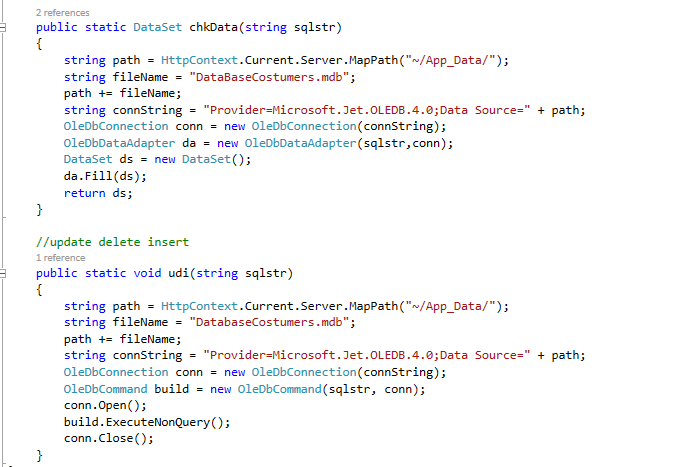 2 references
public static DataSet chkData(string sqlstr)
{
string path = HttpContext.Current.Server.MapPath("~/App_Data/");
string fileName = "DataBaseCostumers.mdb";
path += fileName;
string connString = "Provider=Microsoft.Jet.OLEDB.4.0;Data Source=" + path;
OleDbConnection conn = new OleDbConnection(connString);
OleDbDataAdapter da = new OleDbDataAdapter(sqlstr,conn);
DataSet ds = new DataSet();
da.Fill(ds);
return ds;
}
//update delete insert
1 reference
public static void udi(string sqlstr)
{
string path = HttpContext.Current.Server.MapPath("~/App_Data/");
string fileName = "DatabaseCostumers.mdb";
path += fileName;
string connString = "Provider=Microsoft.Jet.OLEDB.4.0;Data Source=" + path;
OleDbConnection conn = new OleDbConnection(connString);
OleDbCommand build = new OleDbCommand(sqlstr, conn);
conn.Open();
build.ExecuteNonQuery();
conn.Close();
}